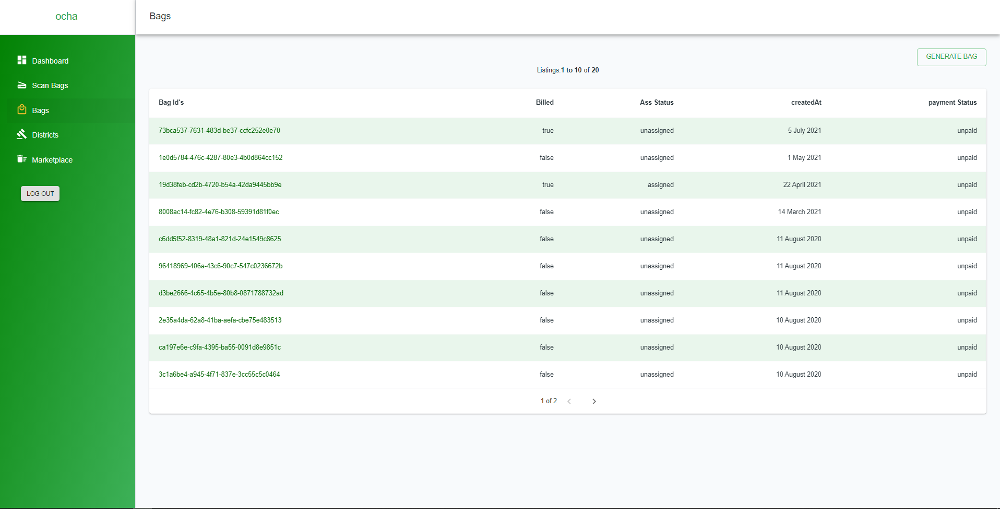 ocha
Bags
Dashboard
Scan Bags
Bags
Districts
Marketplace
LOG OUT
GENERATE BAG
Listings:1 to 10 of 20
Bag Id's Billed Ass Status createdAt payment Status
73bca537-7631-483d-be37-ccfc252e0e70 true unassigned 5 July 2021 unpaid
1e0d5784-476c-4287-80e3-4b0d864cc152 false unassigned 1 May 2021 unpaid
19d38feb-cd2b-4720-b54a-42da9445bb9e true assigned 22 April 2021 unpaid
8008ac14-fc82-4e76-b308-59391d81f0ec false unassigned 14 March 2021 unpaid
c6dd5f52-8319-48a1-821d-24e1549c8625 false unassigned 11 August 2020 unpaid
96418969-406a-43c6-90c7-547c0236672b false unassigned 11 August 2020 unpaid
d3be2666-4c65-4b5e-80b8-0871788732ad false unassigned 11 August 2020 unpaid
2e35a4da-62a8-41ba-aefa-cbe75e483513 false unassigned 10 August 2020 unpaid
ca197e6e-c9fa-4395-ba55-0091d8e9851c false unassigned 10 August 2020 unpaid
3c1a6be4-a945-4f71-837e-3cc55c5c0464 false unassigned 10 August 2020 unpaid
1 of 2